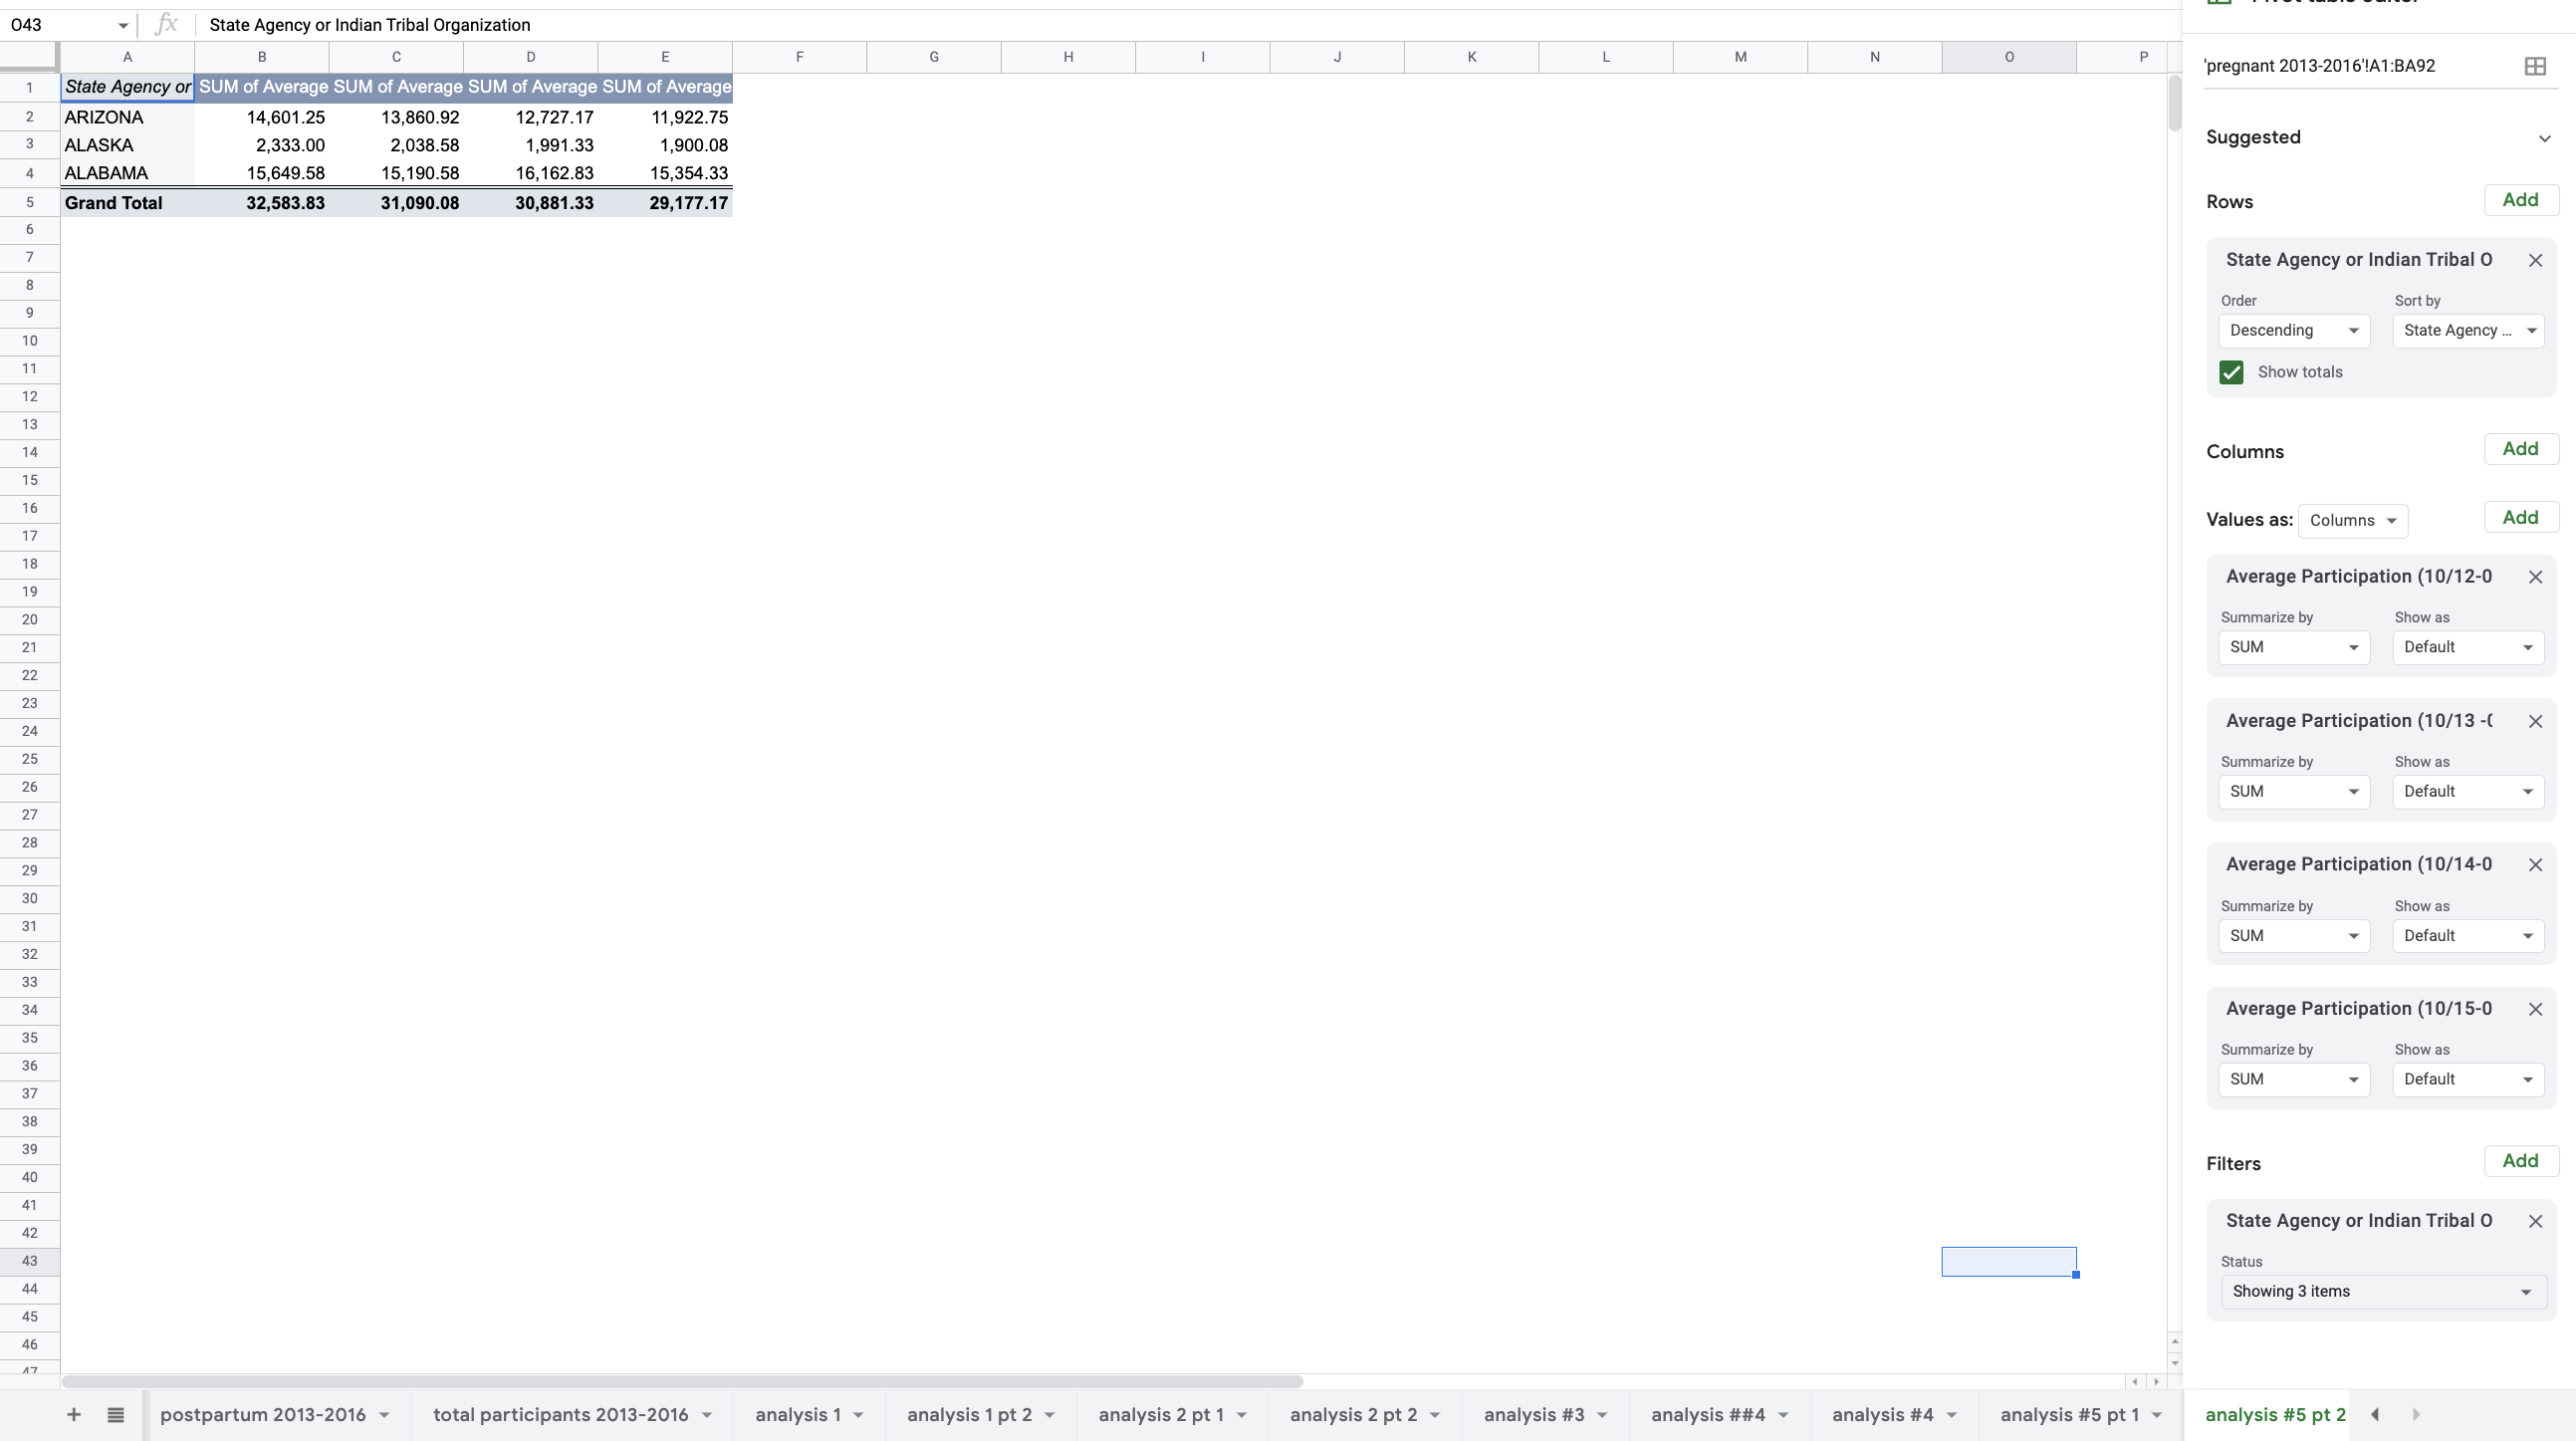 O43 fx State Agency or Indian Tribal Organization
A B C D E F G H I J K L M N O P
1 State Agency or SUM of Average SUM of Average SUM of Average SUM of Average
2 ARIZONA 14,601.25 13,860.92 12,727.17 11,922.75
3 ALASKA 2,333.00 2,038.58 1,991.33 1,900.08
4 ALABAMA 15,649.58 15,190.58 16,162.83 15,354.33
5 Grand Total 32,583.83 31,090.08 30,881.33 29,177.17
6
7
8
9
10
11
12
13
14
15
16
17
18
19
20
21
22
23
24
25
26
27
28
29
30
31
32
33
34
35
36
37
38
39
40
41
42
43
44
45
46
47
Pivot table editor
'pregnant 2013-2016'!A1:BA92
Suggested
Rows Add
State Agency or Indian Tribal O
Order Sort by
Descending State Agency ...
Show totals
Columns Add
Values as: Columns Add
Average Participation (10/12-0
Summarize by Show as
SUM Default
Average Participation (10/13 -0
Summarize by Show as
SUM Default
Average Participation (10/14-0
Summarize by Show as
SUM Default
Average Participation (10/15-0
Summarize by Show as
SUM Default
Filters Add
State Agency or Indian Tribal O
Status
Showing 3 items
+ postpartum 2013-2016 total participants 2013-2016 analysis 1 analysis 1 pt 2 analysis 2 pt 1 analysis 2 pt 2 analysis #3 analysis ##4 analysis #4 analysis #5 pt 1 analysis #5 pt 2